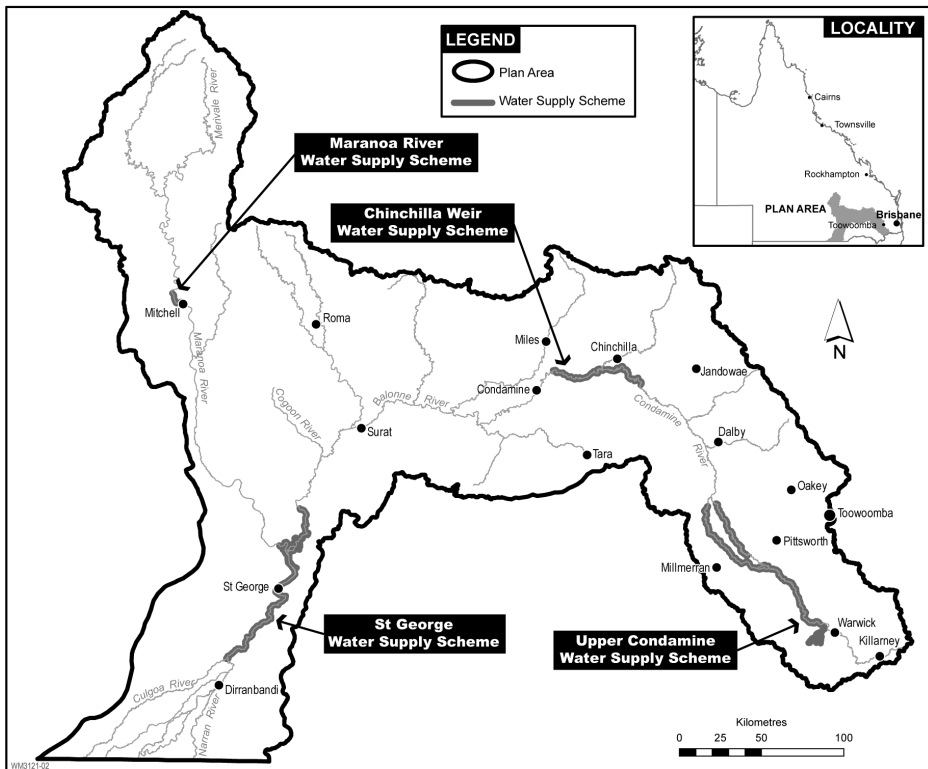 LEGEND
Plan Area
Water Supply Scheme
LOCALITY
Cairns
Townsville
Rockhampton
PLAN AREA
Brisbane
Toowoomba
Merivale River
Maranoa River
Water Supply Scheme
Chinchilla Weir
Water Supply Scheme
Mitchell
Roma
Miles
Chinchilla
Jandowae
N
Maranoa River
Cogoon River
Balonne River
Condamine
Condamine River
Surat
Tara
Dalby
Oakey
Toowoomba
Pittsworth
Millmerran
St George
St George
Water Supply Scheme
Upper Condamine
Water Supply Scheme
Warwick
Killarney
Culgoa River
Dirranbandi
Narran River
Kilometres
0 10 25 50 100
WM3121-02